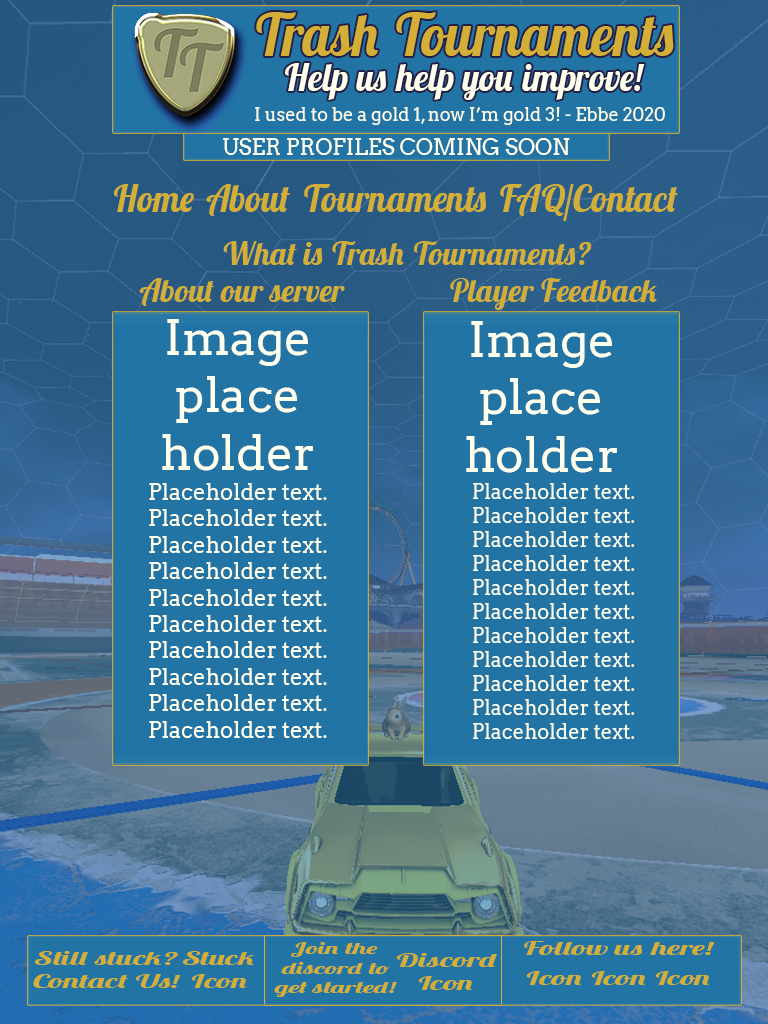 TT
Trash Tournaments
Help us help you improve!
I used to be a gold 1, now I'm gold 3! - Ebbe 2020
USER PROFILES COMING SOON
Home About Tournaments FAQ/Contact
What is Trash Tournaments?
About our server
Image
place
holder
Placeholder text.
Placeholder text.
Placeholder text.
Placeholder text.
Placeholder text.
Placeholder text.
Placeholder text.
Placeholder text.
Placeholder text.
Placeholder text.
Player Feedback
Image
place
holder
Placeholder text.
Placeholder text.
Placeholder text.
Placeholder text.
Placeholder text.
Placeholder text.
Placeholder text.
Placeholder text.
Placeholder text.
Placeholder text.
Placeholder text.
Still stuck? Stuck
Contact Us! Icon
Join the
discord to
get started!
Discord
Icon
Follow us here!
Icon Icon Icon